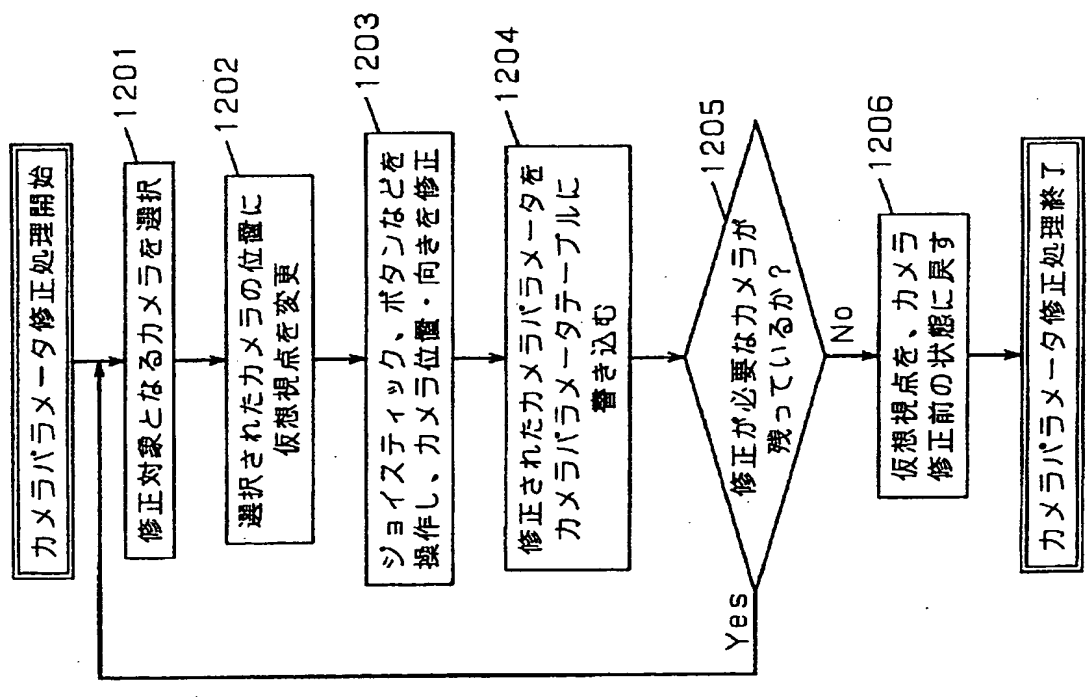 カメラパラメータ修正処理開始
1201
修正対象となるカメラを選択
1202
選択されたカメラの位置に
仮想視点を変更
1203
ジョイスティック、ボタンなどを
操作し、カメラ位置・向きを修正
1204
修正されたカメラパラメータを
カメラパラメータテーブルに
書き込む
1205
修正が必要なカメラが
残っているか?
Yes
No
1206
仮想視点を、カメラ
修正前の状態に戻す
カメラパラメータ修正処理終了